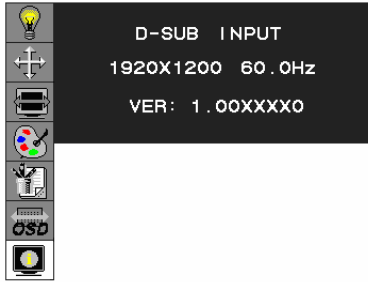 D-SUB INPUT
1920X1200 60.0Hz
VER: 1.00XXXX0
OSD
i